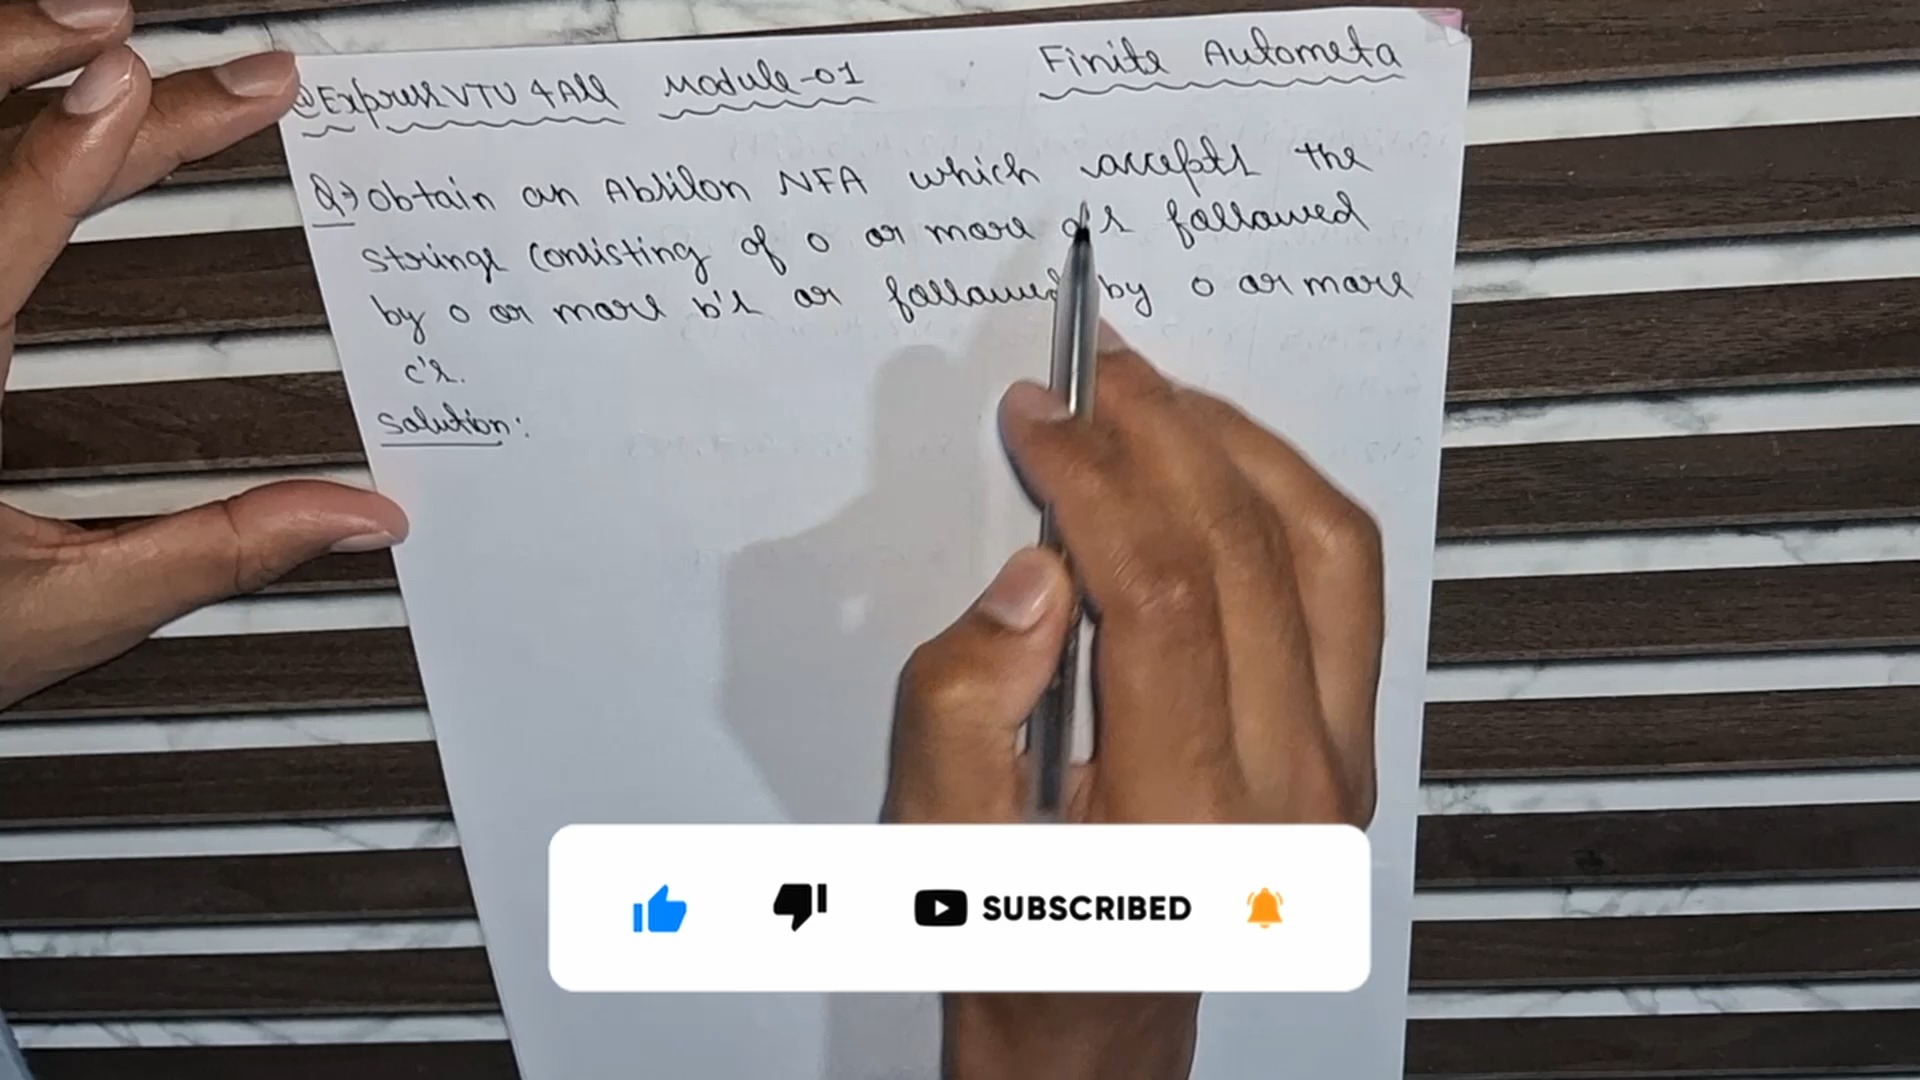 @ExpressVTU 4All Module-01 Finite Autometa
Q→ Obtain an Absilon NFA which accepts the
strings consisting of 0 or more a's followed
by 0 or more b's or followed by 0 or more
c's.
Solution:
SUBSCRIBED